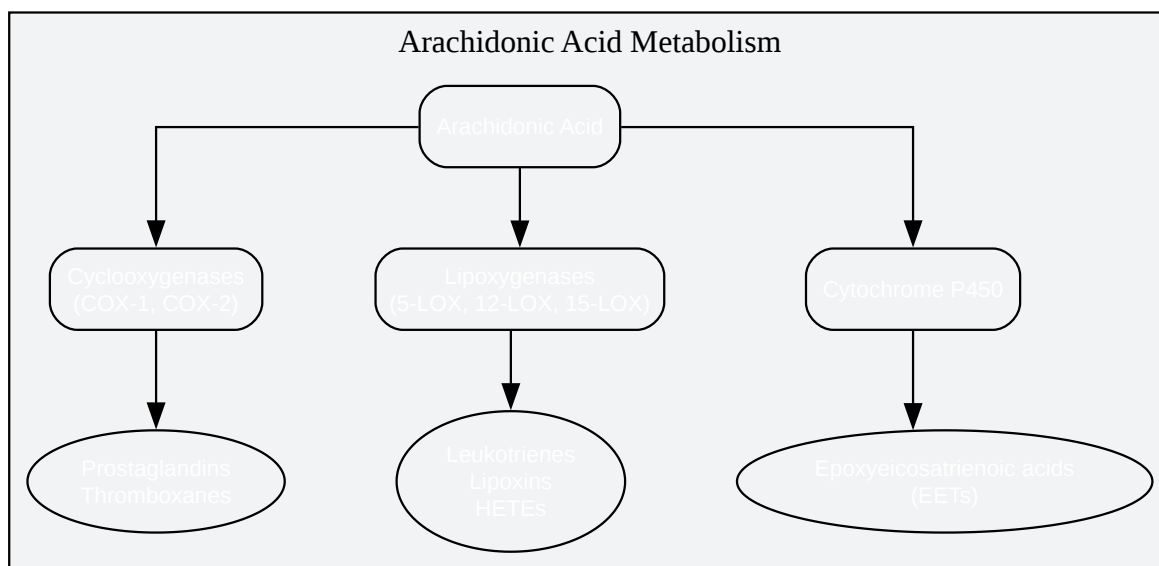 Arachidonic Acid Metabolism
Arachidonic Acid
Cyclooxygenases
(COX-1, COX-2)
Lipoxygenases
(5-LOX, 12-LOX, 15-LOX)
Cytochrome P450
Prostaglandins
Thromboxanes
Leukotrienes
Lipoxins
HETEs
Epoxyeicosatrienoic acids
(EETs)